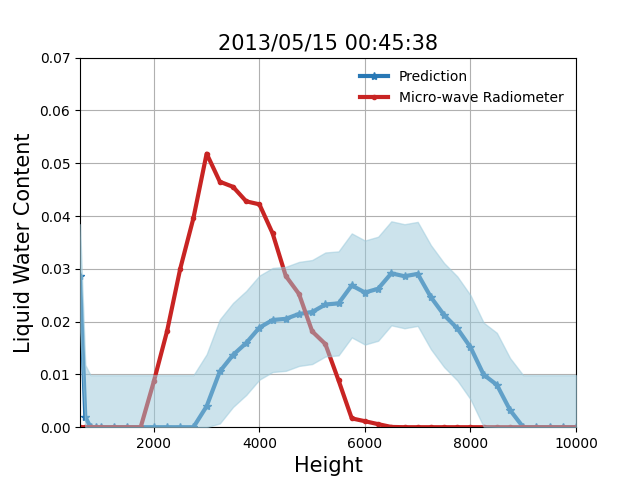 2013/05/15 00:45:38
0.07
0.06
0.05
0.04
0.03
0.02
0.01
0.00
Liquid Water Content
Prediction
Micro-wave Radiometer
2000 4000 6000 8000 10000
Height